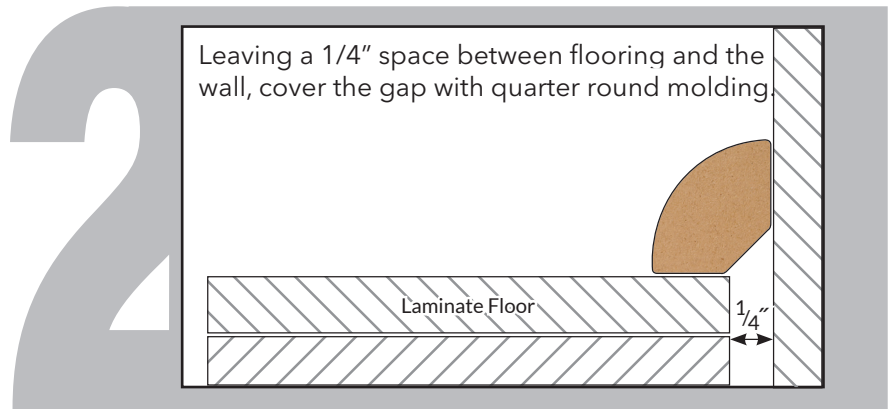 2
Leaving a 1/4” space between flooring and the
wall, cover the gap with quarter round molding.
Laminate Floor
1/4”